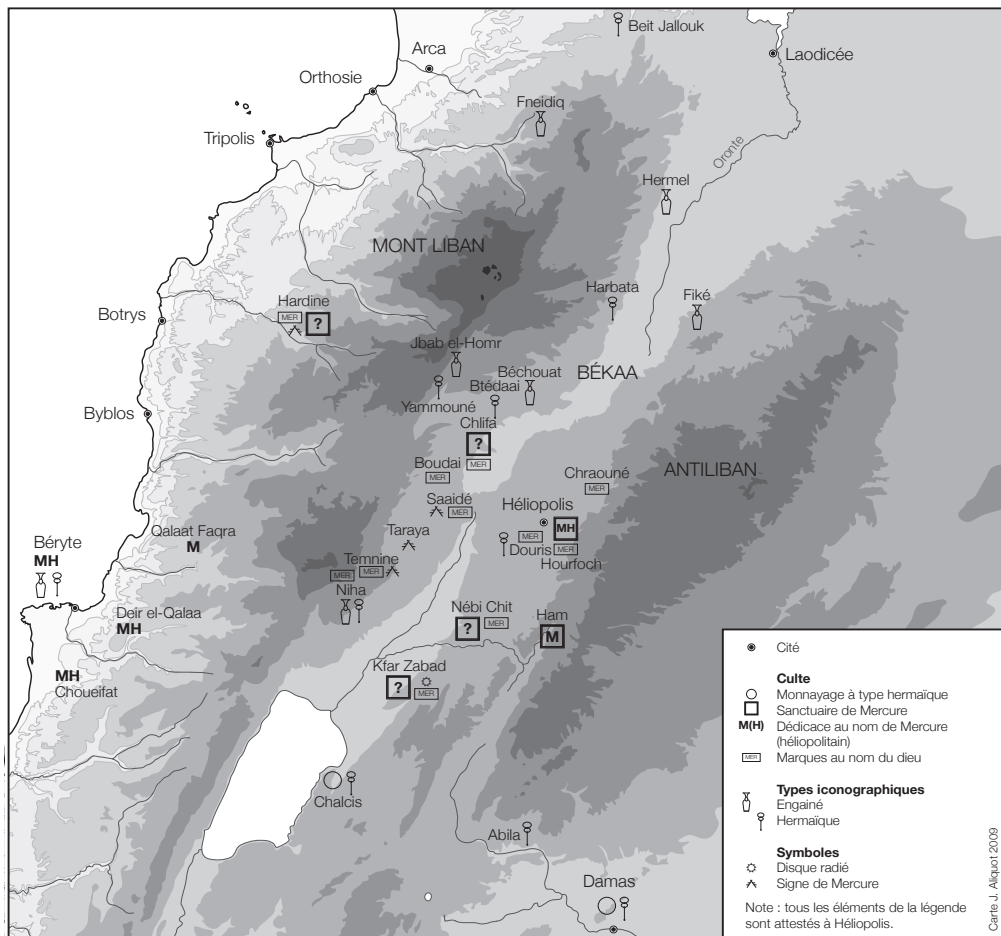 Beit Jallouk
Arca
Laodicée
Orthosie
Fneidiq
Tripolis
Oronte
Hermel
MONT LIBAN
Hardine
MER
?
Harbata
Fiké
Botrys
Jbab el-Homr
Béchouat
BÉKAA
Btédaai
Yammouné
Byblos
Chlifa
?
Boudai
MER
MER
Chraouné
MER
ANTILIBAN
Saaidé
MER
Héliopolis
MH
MER
Taraya
Qalaat Faqra
M
Douris
MER
Hourfoch
Béryte
MH
Temnine
MER
MER
Niha
Deir el-Qalaa
MH
Nébi Chit
?
MER
Ham
M
MH
Choueifat
Kfar Zabad
?
MER
Chalcis
Abila
Damas
Cité
Culte
Monnayage à type hermaïque
Sanctuaire de Mercure
M(H) Dédicace au nom de Mercure
(héliopolitain)
MER Marques au nom du dieu
Types iconographiques
Engainé
Hermaïque
Symboles
Disque radié
Signe de Mercure
Note : tous les éléments de la légende
sont attestés à Héliopolis.
Carte J. Aliquot 2009